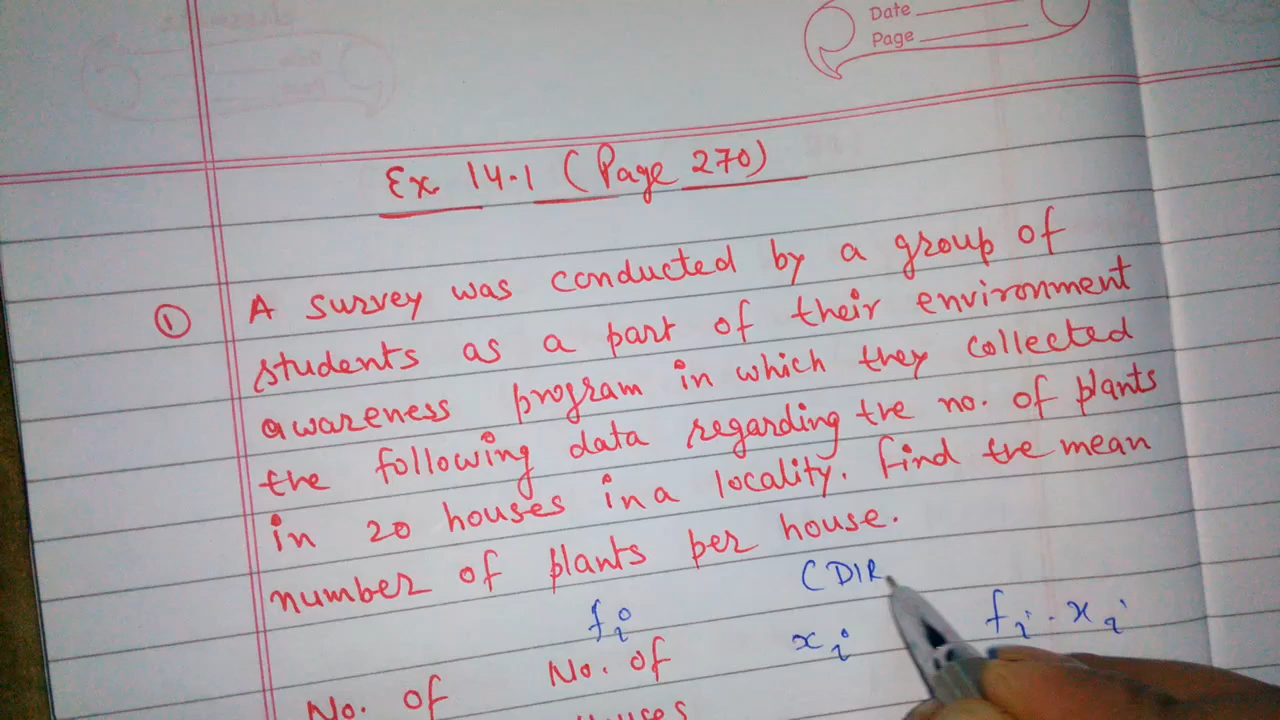 Date
Page
Ex 14.1 (Page 270)
① A survey was conducted by a group of
students as a part of their environment
awareness program in which they collected
the following data regarding the no. of plants
in 20 houses in a locality. Find the mean
number of plants per house.
(DIR
fi xi fi . xi
No. of No. of
Houses